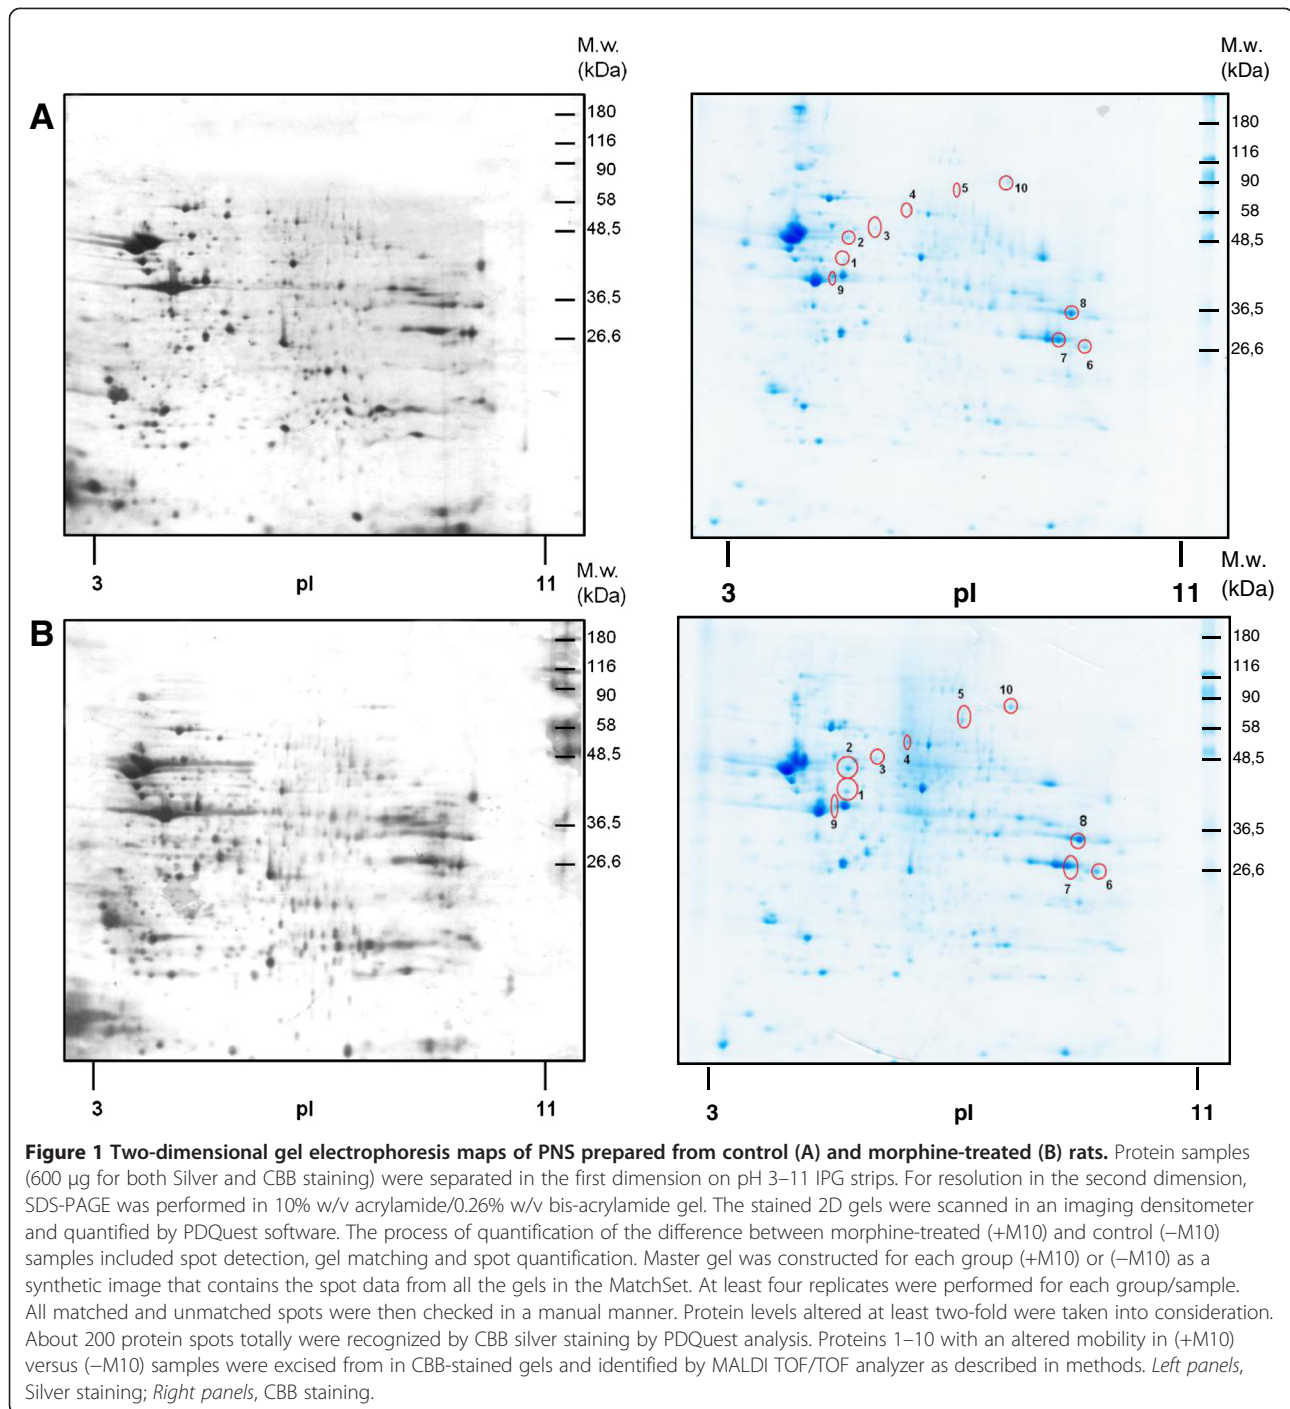 M.w.
(kDa)
A
180
116
90
58
48,5
36,5
26,6
3 pI 11
M.w.
(kDa)
180
116
90
58
48,5
36,5
26,6
10
5
4
3
2
1
9
8
7
6
3 pI 11
M.w.
(kDa)
B
180
116
90
58
48,5
36,5
26,6
3 pI 11
M.w.
(kDa)
180
116
90
58
48,5
36,5
26,6
5
10
2
3
4
1
9
8
7
6
3 pI 11
Figure 1 Two-dimensional gel electrophoresis maps of PNS prepared from control (A) and morphine-treated (B) rats. Protein samples
(600 μg for both Silver and CBB staining) were separated in the first dimension on pH 3–11 IPG strips. For resolution in the second dimension,
SDS-PAGE was performed in 10% w/v acrylamide/0.26% w/v bis-acrylamide gel. The stained 2D gels were scanned in an imaging densitometer
and quantified by PDQuest software. The process of quantification of the difference between morphine-treated (+M10) and control (−M10)
samples included spot detection, gel matching and spot quantification. Master gel was constructed for each group (+M10) or (−M10) as a
synthetic image that contains the spot data from all the gels in the MatchSet. At least four replicates were performed for each group/sample.
All matched and unmatched spots were then checked in a manual manner. Protein levels altered at least two-fold were taken into consideration.
About 200 protein spots totally were recognized by CBB silver staining by PDQuest analysis. Proteins 1–10 with an altered mobility in (+M10)
versus (−M10) samples were excised from in CBB-stained gels and identified by MALDI TOF/TOF analyzer as described in methods. Left panels,
Silver staining; Right panels, CBB staining.